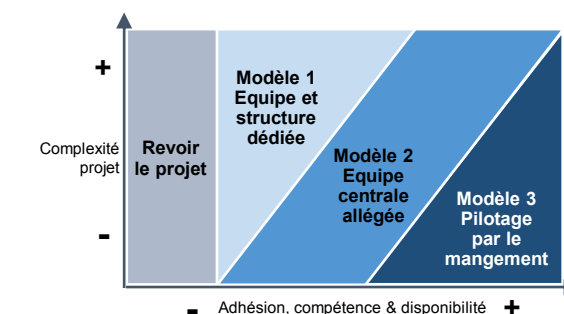 +
Complexité
projet
-
Revoir
le projet
Modèle 1
Equipe et
structure
dédiée
Modèle 2
Equipe
centrale
allégée
Modèle 3
Pilotage
par le
mangement
- Adhésion, compétence & disponibilité +